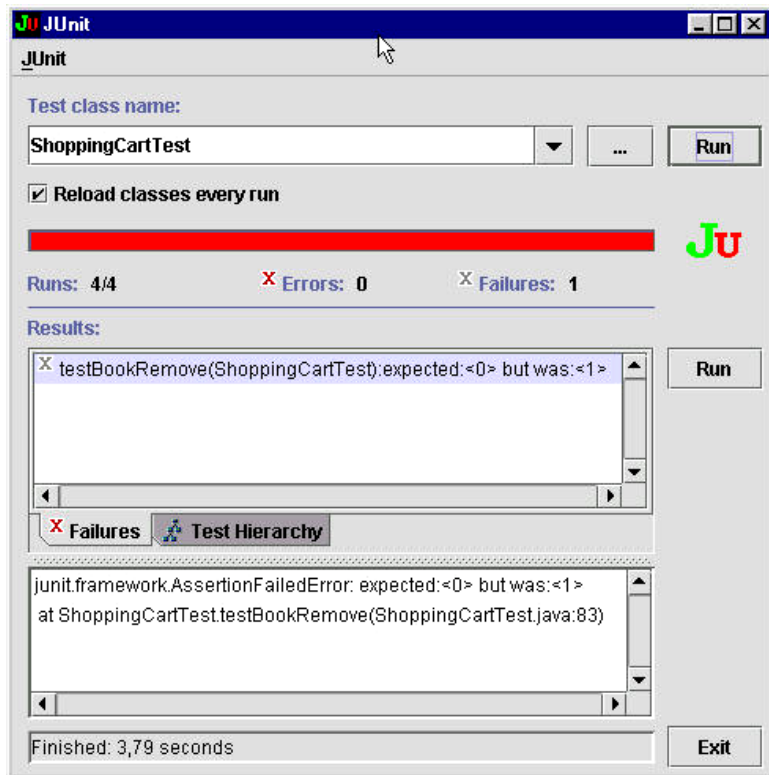 JU JUnit
JUnit
Test class name:
ShoppingCartTest
... Run
Reload classes every run
JU
Runs: 4/4 X Errors: 0 X Failures: 1
Results:
X testBookRemove(ShoppingCartTest):expected:<0> but was:<1>
Run
X Failures Test Hierarchy
junit.framework.AssertionFailedError: expected:<0> but was:<1>
at ShoppingCartTest.testBookRemove(ShoppingCartTest.java:83)
Finished: 3,79 seconds
Exit